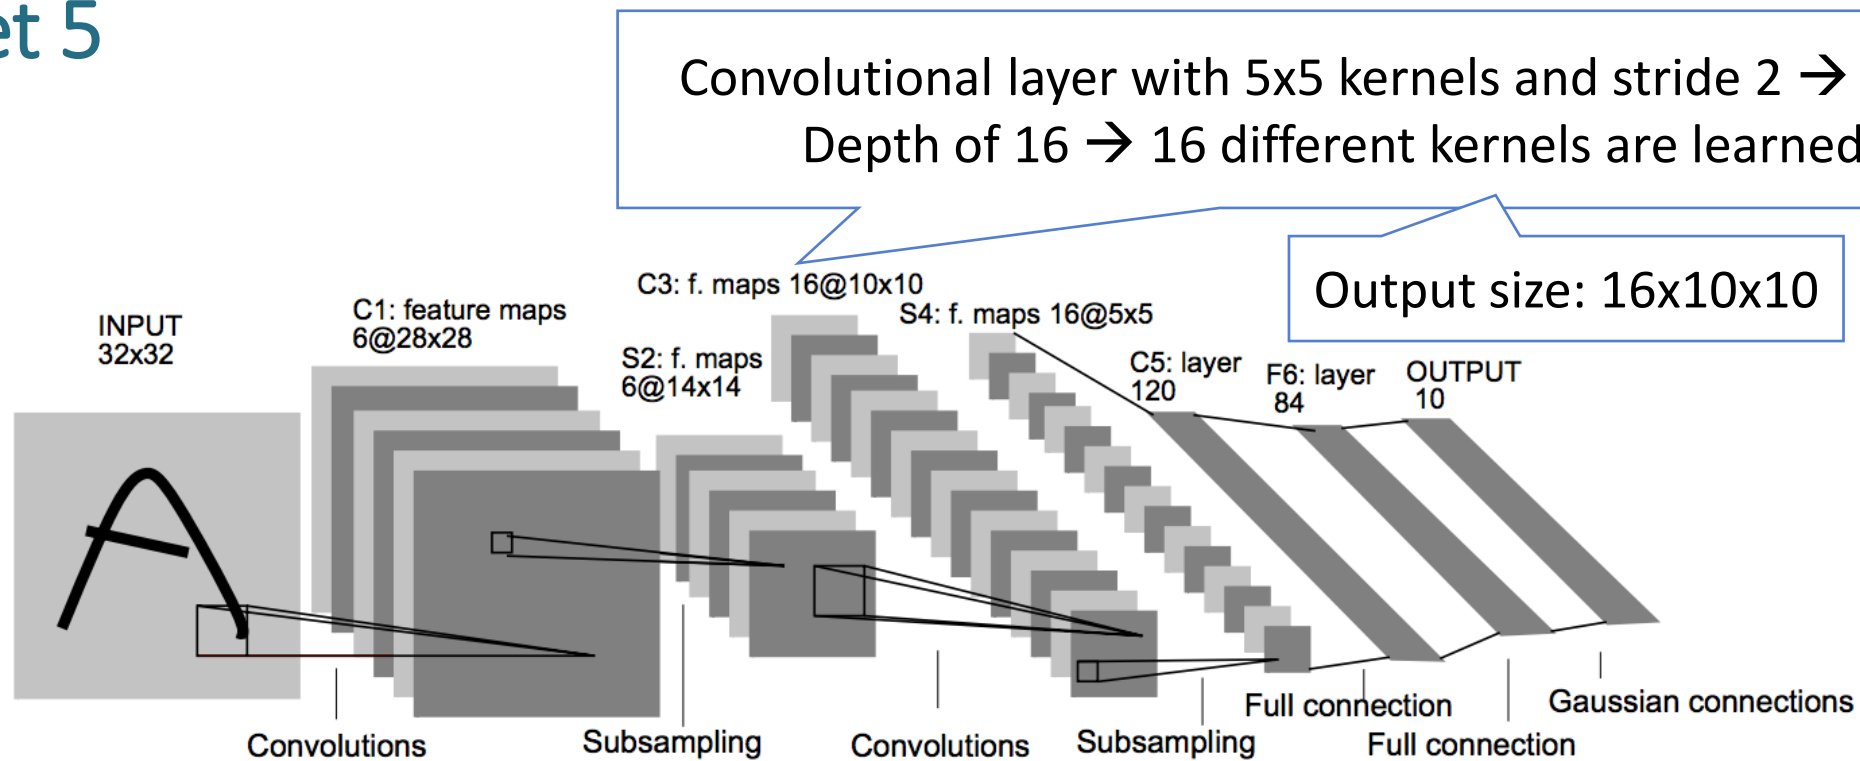 et 5
Convolutional layer with 5x5 kernels and stride 2 →
Depth of 16 → 16 different kernels are learned
Output size: 16x10x10
INPUT
32x32
C1: feature maps
6@28x28
S2: f. maps
6@14x14
C3: f. maps 16@10x10
S4: f. maps 16@5x5
C5: layer
120
F6: layer
84
OUTPUT
10
Convolutions
Subsampling
Convolutions
Subsampling
Full connection
Full connection
Gaussian connections